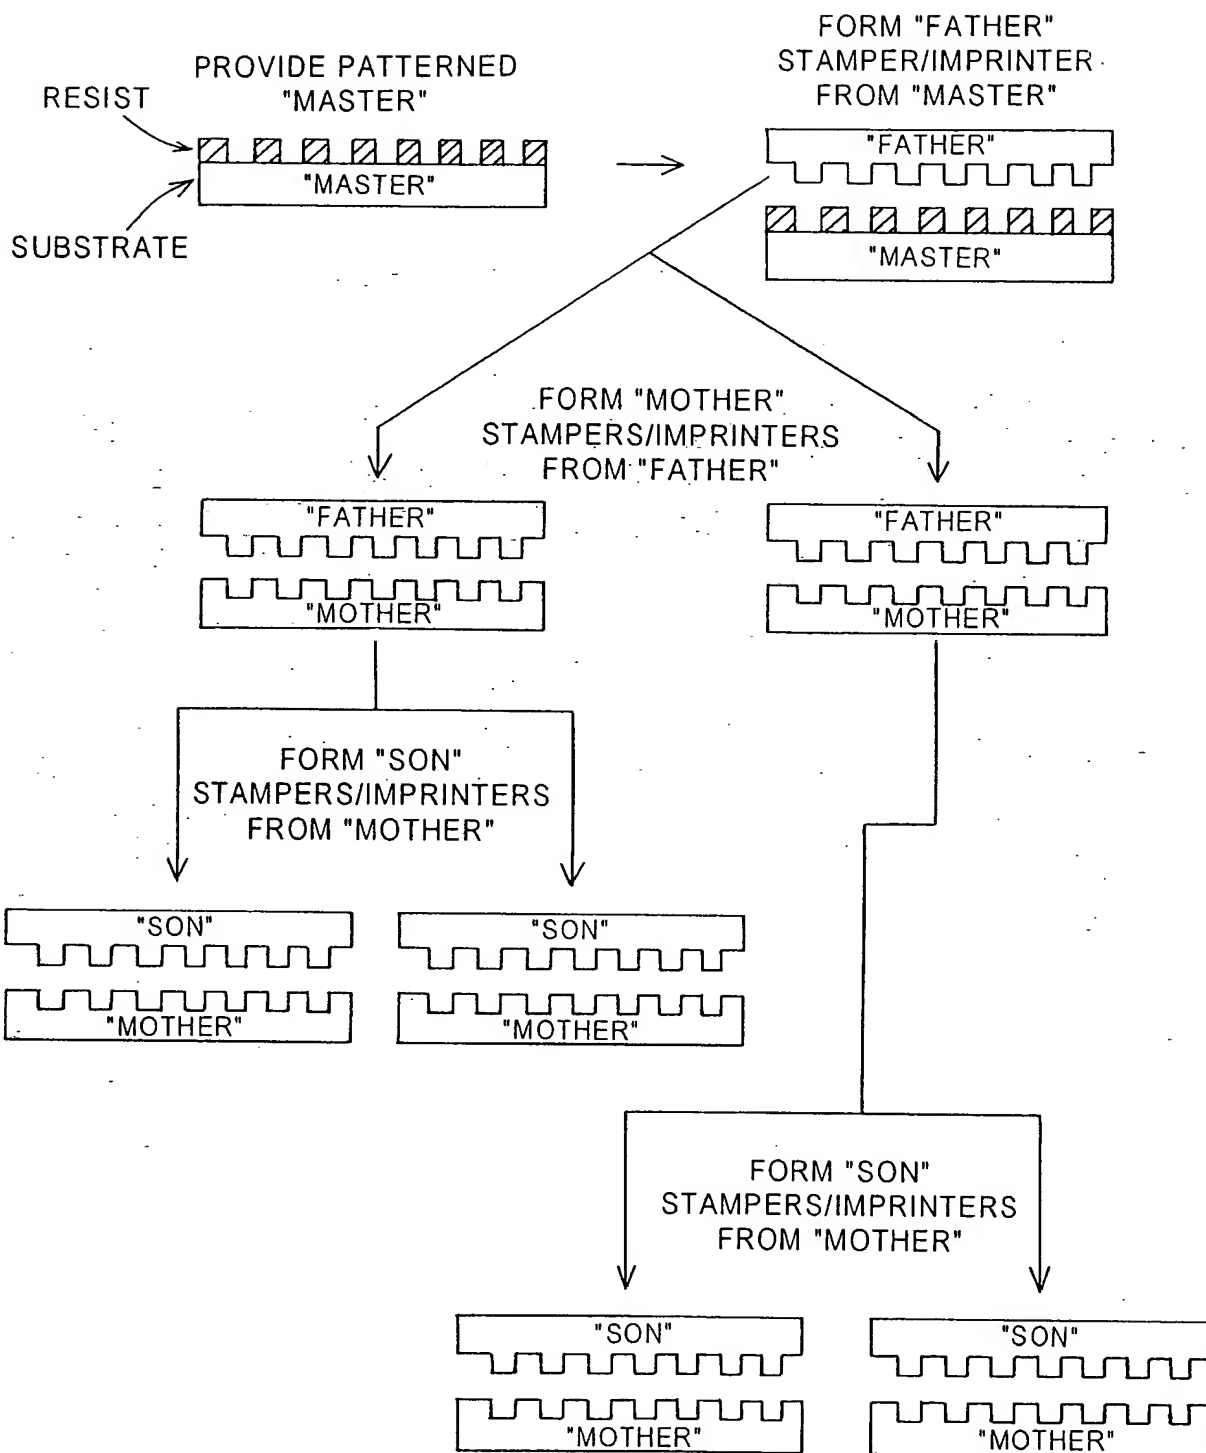 PROVIDE PATTERNED
"MASTER"
RESIST
"MASTER"
SUBSTRATE
FORM "FATHER"
STAMPER/IMPRINTER
FROM "MASTER"
"FATHER"
"MASTER"
FORM "MOTHER"
STAMPERS/IMPRINTERS
FROM "FATHER"
"FATHER"
"MOTHER"
"FATHER"
"MOTHER"
FORM "SON"
STAMPERS/IMPRINTERS
FROM "MOTHER"
"SON"
"MOTHER"
"SON"
"MOTHER"
FORM "SON"
STAMPERS/IMPRINTERS
FROM "MOTHER"
"SON"
"MOTHER"
"SON"
"MOTHER"